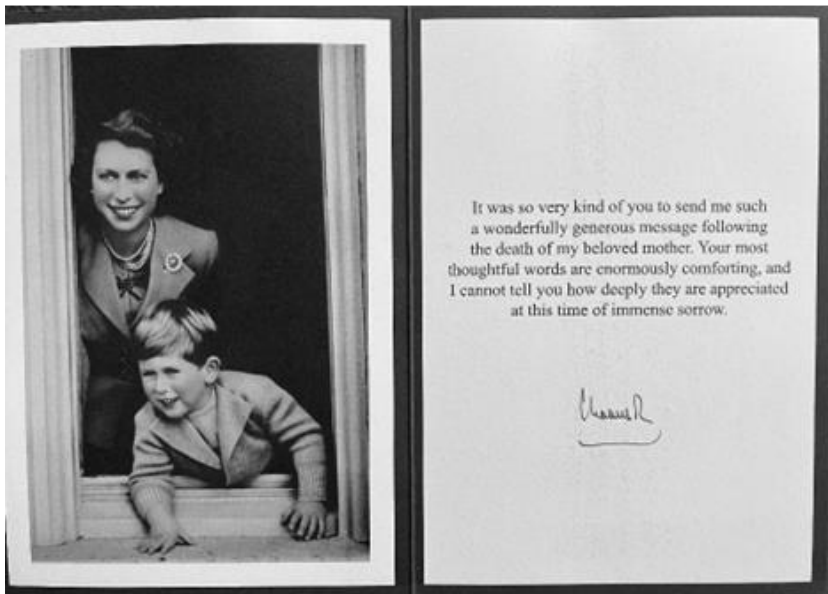 It was so very kind of you to send me such
a wonderfully generous message following
the death of my beloved mother. Your most
thoughtful words are enormously comforting, and
I cannot tell you how deeply they are appreciated
at this time of immense sorrow.
Charles R